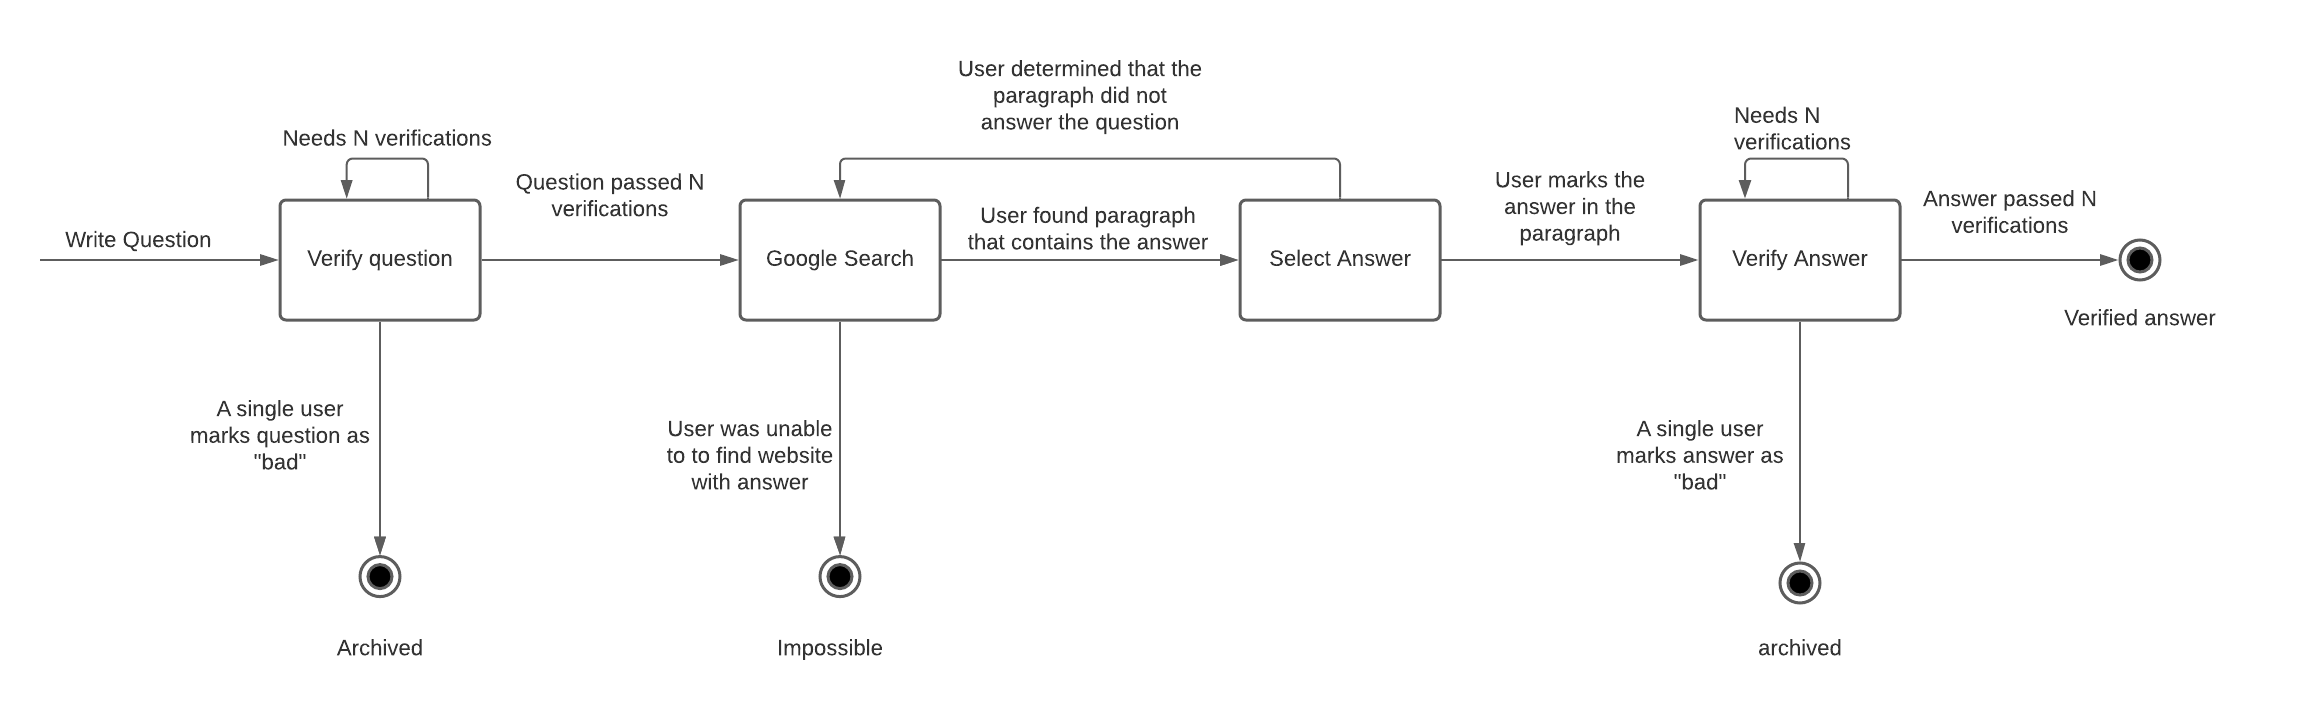 User determined that the
paragraph did not
answer the question
Needs N verifications
Needs N
verifications
Question passed N
verifications
User marks the
answer in the
paragraph
Answer passed N
verifications
Write Question
User found paragraph
that contains the answer
Verify question
Google Search
Select Answer
Verify Answer
Verified answer
A single user
marks question as
"bad"
User was unable
to to find website
with answer
A single user
marks answer as
"bad"
Archived
Impossible
archived